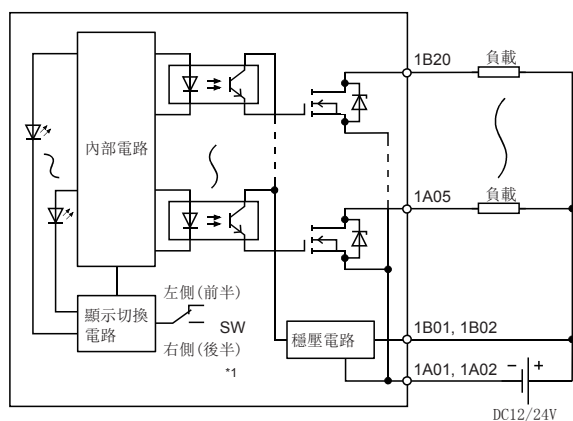 1B20
負載
內部電路
1A05
負載
左側(前半)
顯示切換
電路
SW
右側(後半)
*1
穩壓電路
1B01, 1B02
1A01, 1A02
− +
DC12/24V